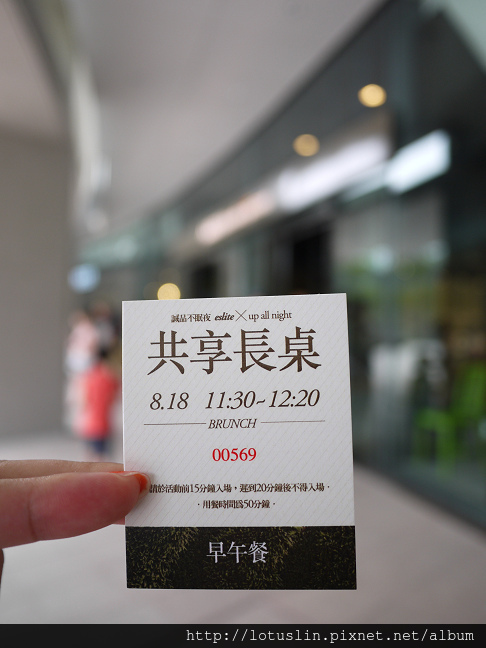 誠品不眠夜 eslite × up all night
共享長桌
8.18 11:30~12:20
BRUNCH
00569
請於活動前15分鐘入場，遲到20分鐘後不得入場．
．用餐時間為50分鐘．
早午餐
http://lotuslin.pixnet.net/album